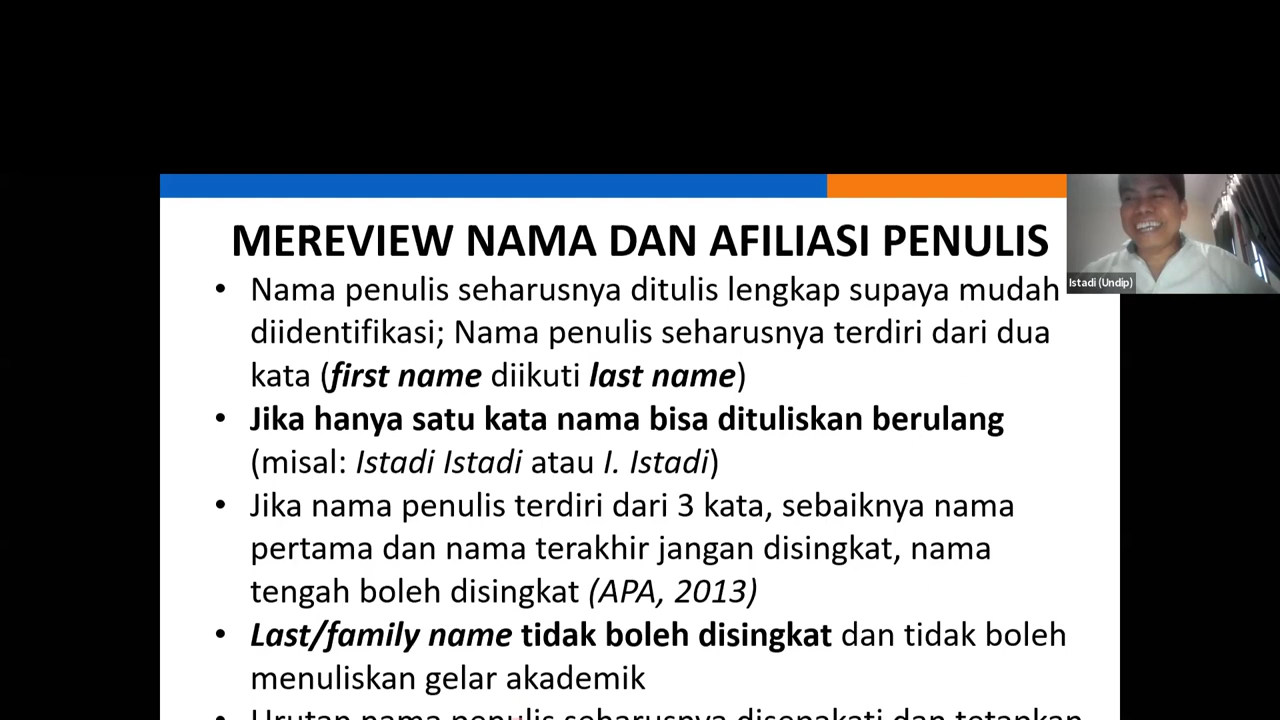 MEREVIEW NAMA DAN AFILIASI PENULIS
• Nama penulis seharusnya ditulis lengkap supaya mudah
diidentifikasi; Nama penulis seharusnya terdiri dari dua
kata (first name diikuti last name)
• Jika hanya satu kata nama bisa dituliskan berulang
(misal: Istadi Istadi atau I. Istadi)
• Jika nama penulis terdiri dari 3 kata, sebaiknya nama
pertama dan nama terakhir jangan disingkat, nama
tengah boleh disingkat (APA, 2013)
• Last/family name tidak boleh disingkat dan tidak boleh
menuliskan gelar akademik
• Urutan nama penulis seharusnya disepakati dan tetapkan
Istadi (Undip)